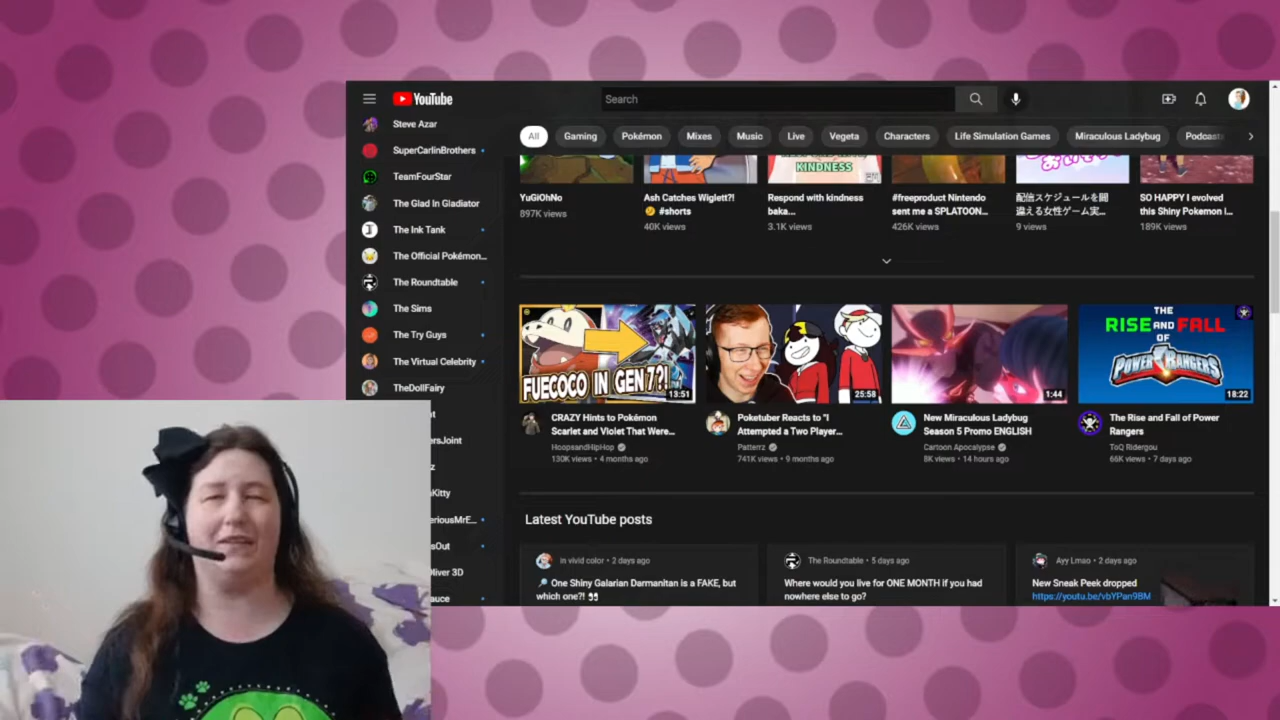 YouTube
Search
All
Gaming
Pokémon
Mixes
Music
Live
Vegeta
Characters
Life Simulation Games
Miraculous Ladybug
Podcasts
Steve Azar
SuperCarlinBrothers
TeamFourStar
The Glad In Gladiator
The Ink Tank
The Official Pokémon...
The Roundtable
The Sims
The Try Guys
The Virtual Celebrity
TheDollFairy
ersJoint
Kitty
eriousMrE...
sOut
liver 3D
auce
KINDNESS
YuGiOhNo
897K views
Ash Catches Wiglett?!
🤨 #shorts
40K views
Respond with kindness
baka...
3.1K views
#freeproduct Nintendo
sent me a SPLATOON...
426K views
配信スケジュールを間
違える女性ゲーム実...
9 views
SO HAPPY I evolved
this Shiny Pokemon i...
189K views
FUECOCO IN GEN 7?!
13:51
CRAZY Hints to Pokémon
Scarlet and Violet That Were...
HoopsandHipHop
130K views • 4 months ago
25:58
Poketuber Reacts to "I
Attempted a Two Player...
Patterrz
741K views • 9 months ago
1:44
New Miraculous Ladybug
Season 5 Promo ENGLISH
Cartoon Apocalypse
8K views • 14 hours ago
THE
RISE AND FALL
OF
POWER RANGERS
18:22
The Rise and Fall of Power
Rangers
ToQ Ridergou
66K views • 7 days ago
Latest YouTube posts
in vivid color • 2 days ago
🔎 One Shiny Galarian Darmanitan is a FAKE, but
which one?! 👀
The Roundtable • 5 days ago
Where would you live for ONE MONTH if you had
nowhere else to go?
Ayy Lmao • 2 days ago
New Sneak Peek dropped
https://youtu.be/vbYPan9BM